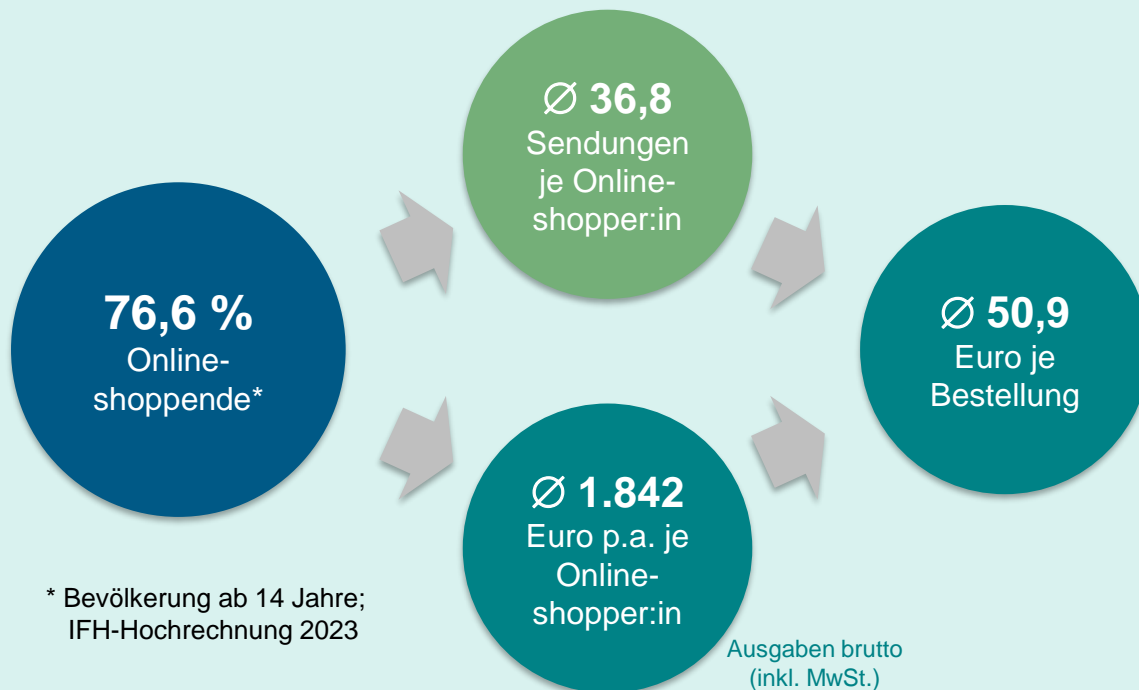 Ø 36,8
Sendungen
je Online-
shopper:in
76,6 %
Online-
shoppende*
Ø 50,9
Euro je
Bestellung
Ø 1.842
Euro p.a. je
Online-
shopper:in
* Bevölkerung ab 14 Jahre;
IFH-Hochrechnung 2023
Ausgaben brutto
(inkl. MwSt.)